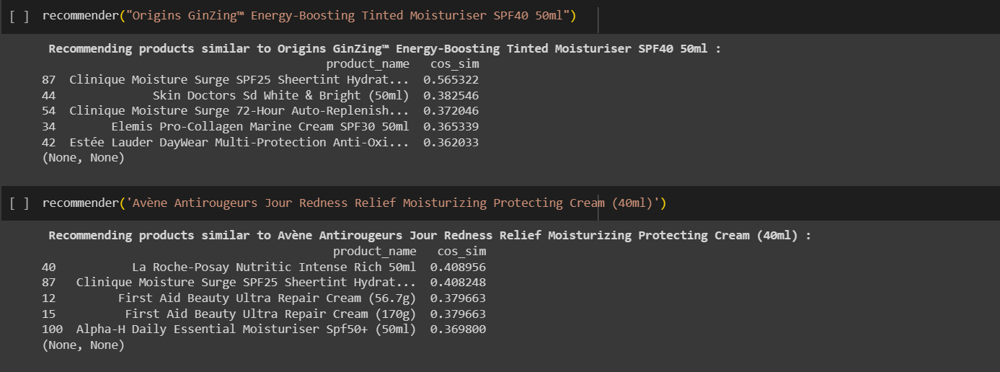 [ ] recommender("Origins GinZing™ Energy-Boosting Tinted Moisturiser SPF40 50ml")
Recommending products similar to Origins GinZing™ Energy-Boosting Tinted Moisturiser SPF40 50ml :
product_name cos_sim
87 Clinique Moisture Surge SPF25 Sheertint Hydrat... 0.565322
44 Skin Doctors Sd White & Bright (50ml) 0.382546
54 Clinique Moisture Surge 72-Hour Auto-Replenish... 0.372046
34 Elemis Pro-Collagen Marine Cream SPF30 50ml 0.365339
42 Estée Lauder DayWear Multi-Protection Anti-Oxi... 0.362033
(None, None)
[ ] recommender('Avène Antirougeurs Jour Redness Relief Moisturizing Protecting Cream (40ml)')
Recommending products similar to Avène Antirougeurs Jour Redness Relief Moisturizing Protecting Cream (40ml) :
product_name cos_sim
40 La Roche-Posay Nutritic Intense Rich 50ml 0.408956
87 Clinique Moisture Surge SPF25 Sheertint Hydrat... 0.408248
12 First Aid Beauty Ultra Repair Cream (56.7g) 0.379663
15 First Aid Beauty Ultra Repair Cream (170g) 0.379663
100 Alpha-H Daily Essential Moisturiser Spf50+ (50ml) 0.369800
(None, None)